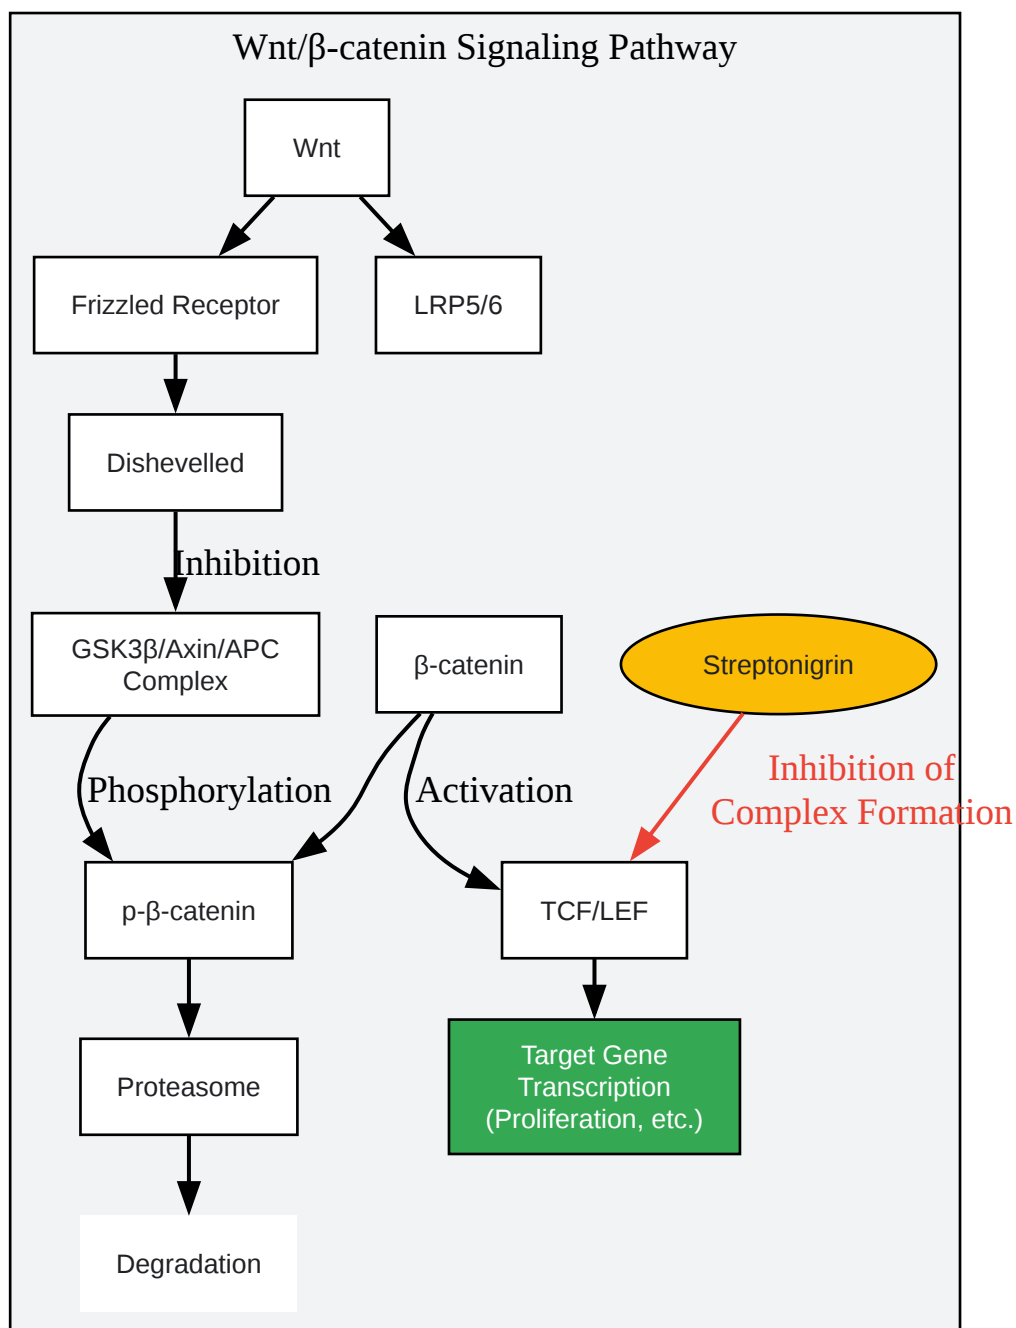 Wnt/β-catenin Signaling Pathway
Wnt
Frizzled Receptor
LRP5/6
Dishevelled
Inhibition
GSK3β/Axin/APC
Complex
β-catenin
Streptonigrin
Phosphorylation
Activation
Inhibition of
Complex Formation
p-β-catenin
TCF/LEF
Proteasome
Target Gene
Transcription
(Proliferation, etc.)
Degradation